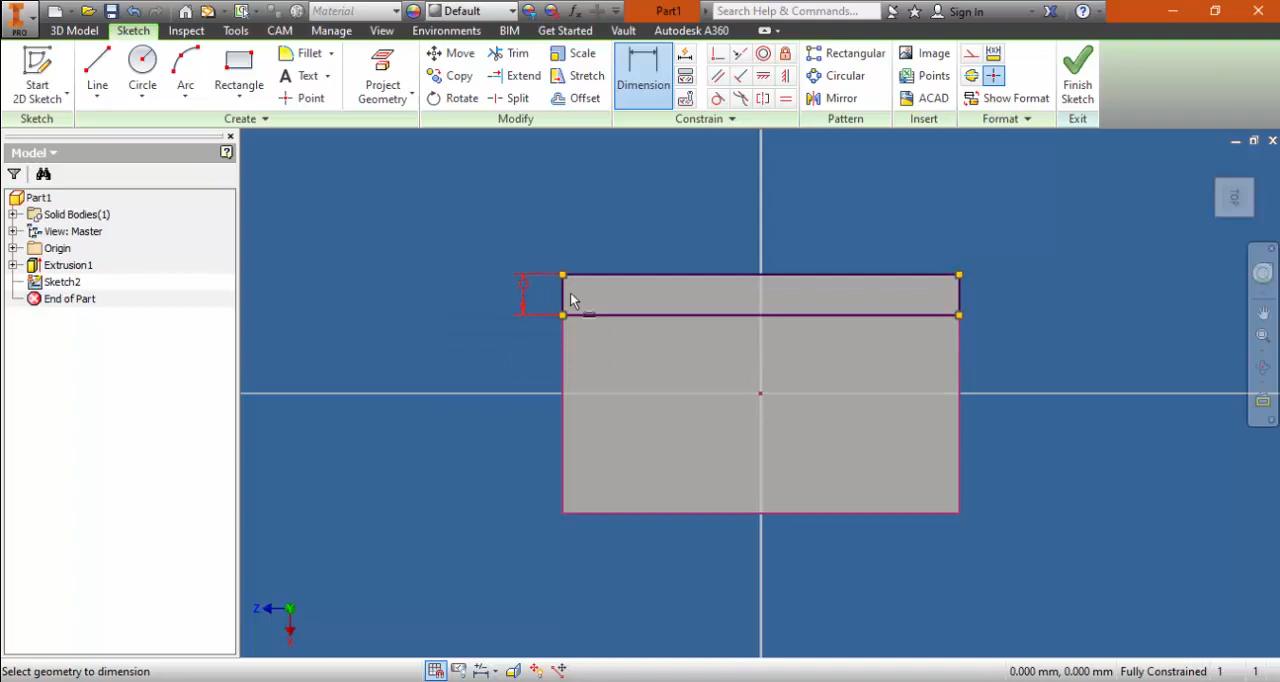 PRO
Material
Default
Part1
Search Help & Commands...
Sign In
3D Model Sketch Inspect Tools CAM Manage View Environments BIM Get Started Vault Autodesk A360
Start
2D Sketch
Line
Circle
Arc
Rectangle
Fillet
Text
Point
Project
Geometry
Move
Copy
Rotate
Trim
Extend
Split
Scale
Stretch
Offset
Dimension
Rectangular
Circular
Mirror
Image
Points
ACAD
Show Format
Finish
Sketch
Sketch Create Modify Constrain Pattern Insert Format Exit
Model
Part1
Solid Bodies(1)
View: Master
Origin
Extrusion1
Sketch2
End of Part
TOP
Z
X
Select geometry to dimension
0.000 mm, 0.000 mm Fully Constrained 1 1